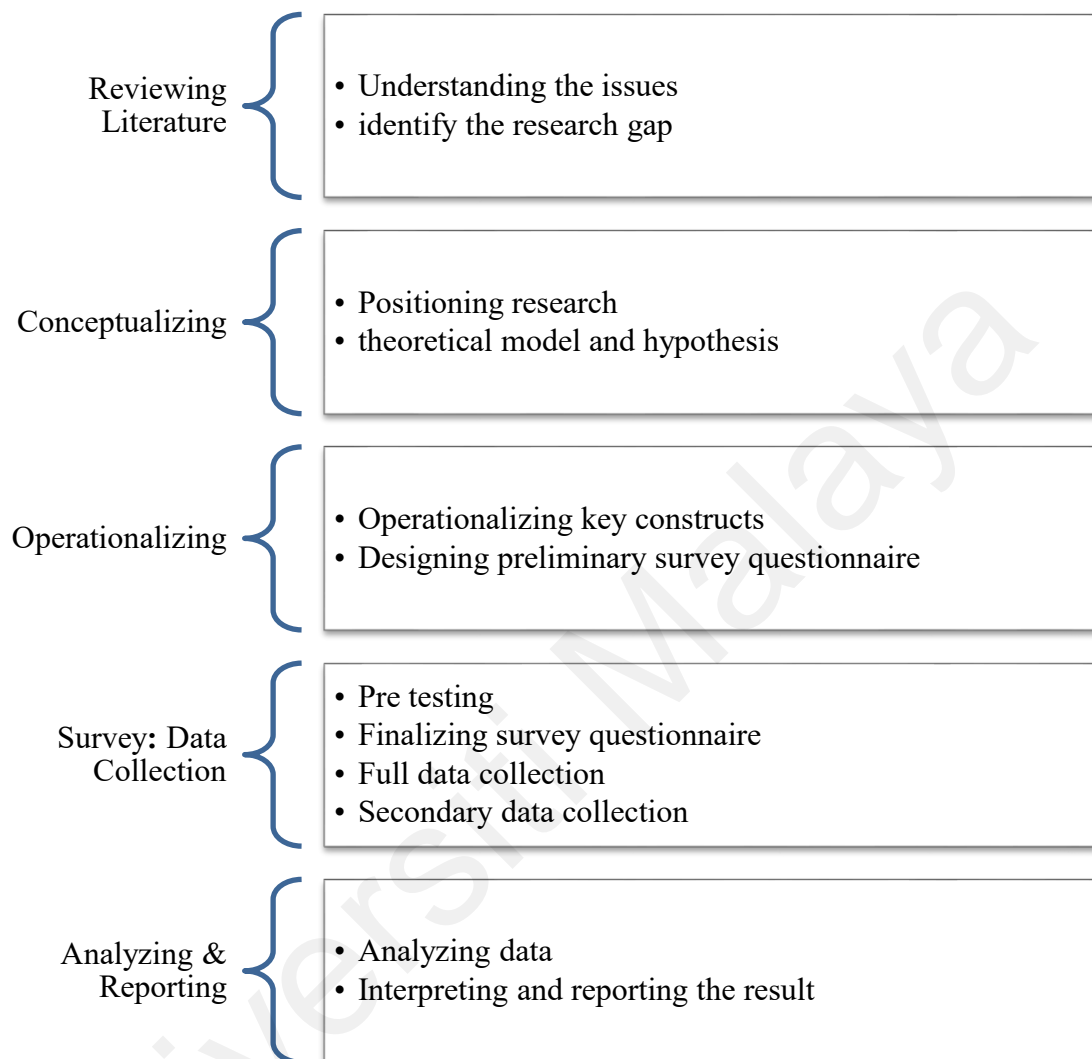 Reviewing
Literature
• Understanding the issues
• identify the research gap
Conceptualizing
• Positioning research
• theoretical model and hypothesis
Operationalizing
• Operationalizing key constructs
• Designing preliminary survey questionnaire
Survey: Data
Collection
• Pre testing
• Finalizing survey questionnaire
• Full data collection
• Secondary data collection
Analyzing &
Reporting
• Analyzing data
• Interpreting and reporting the result
versiti Malaya